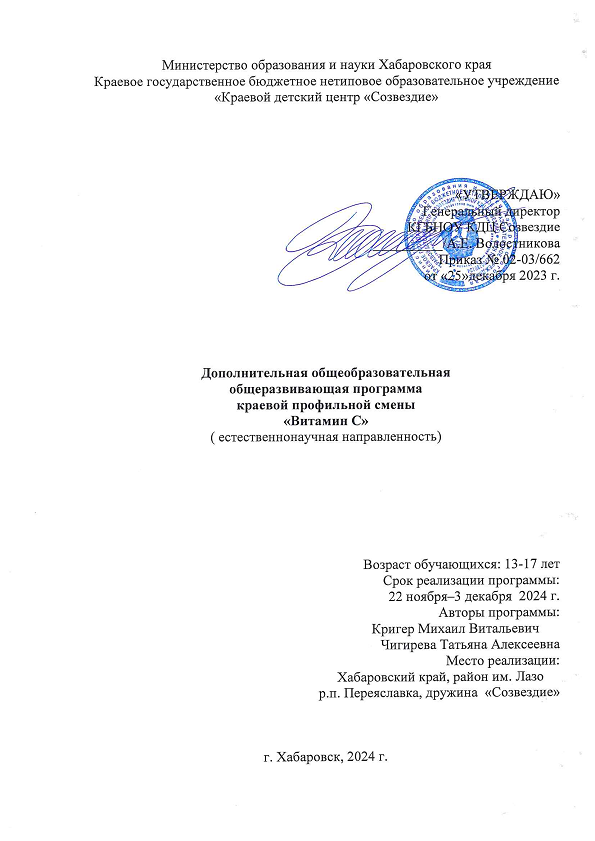 Министерство образования и науки Хабаровского края
Краевое государственное бюджетное нетиповое образовательное учреждение
«Краевой детский центр «Созвездие»
«УТВЕРЖДАЮ»
Генеральный директор
КГБНОУ КДЦ Созвездие
А.Е. Волостникова
Приказ № 02-03/662
от «25»декабря 2023 г.
Дополнительная общеобразовательная
общеразвивающая программа
краевой профильной смены
«Витамин С»
( естественнонаучная направленность)
Возраст обучающихся: 13-17 лет
Срок реализации программы:
22 ноября–3 декабря 2024 г.
Авторы программы:
Кригер Михаил Витальевич
Чигирева Татьяна Алексеевна
Место реализации:
Хабаровский край, район им. Лазо
р.п. Переяславка, дружина «Созвездие»
г. Хабаровск, 2024 г.